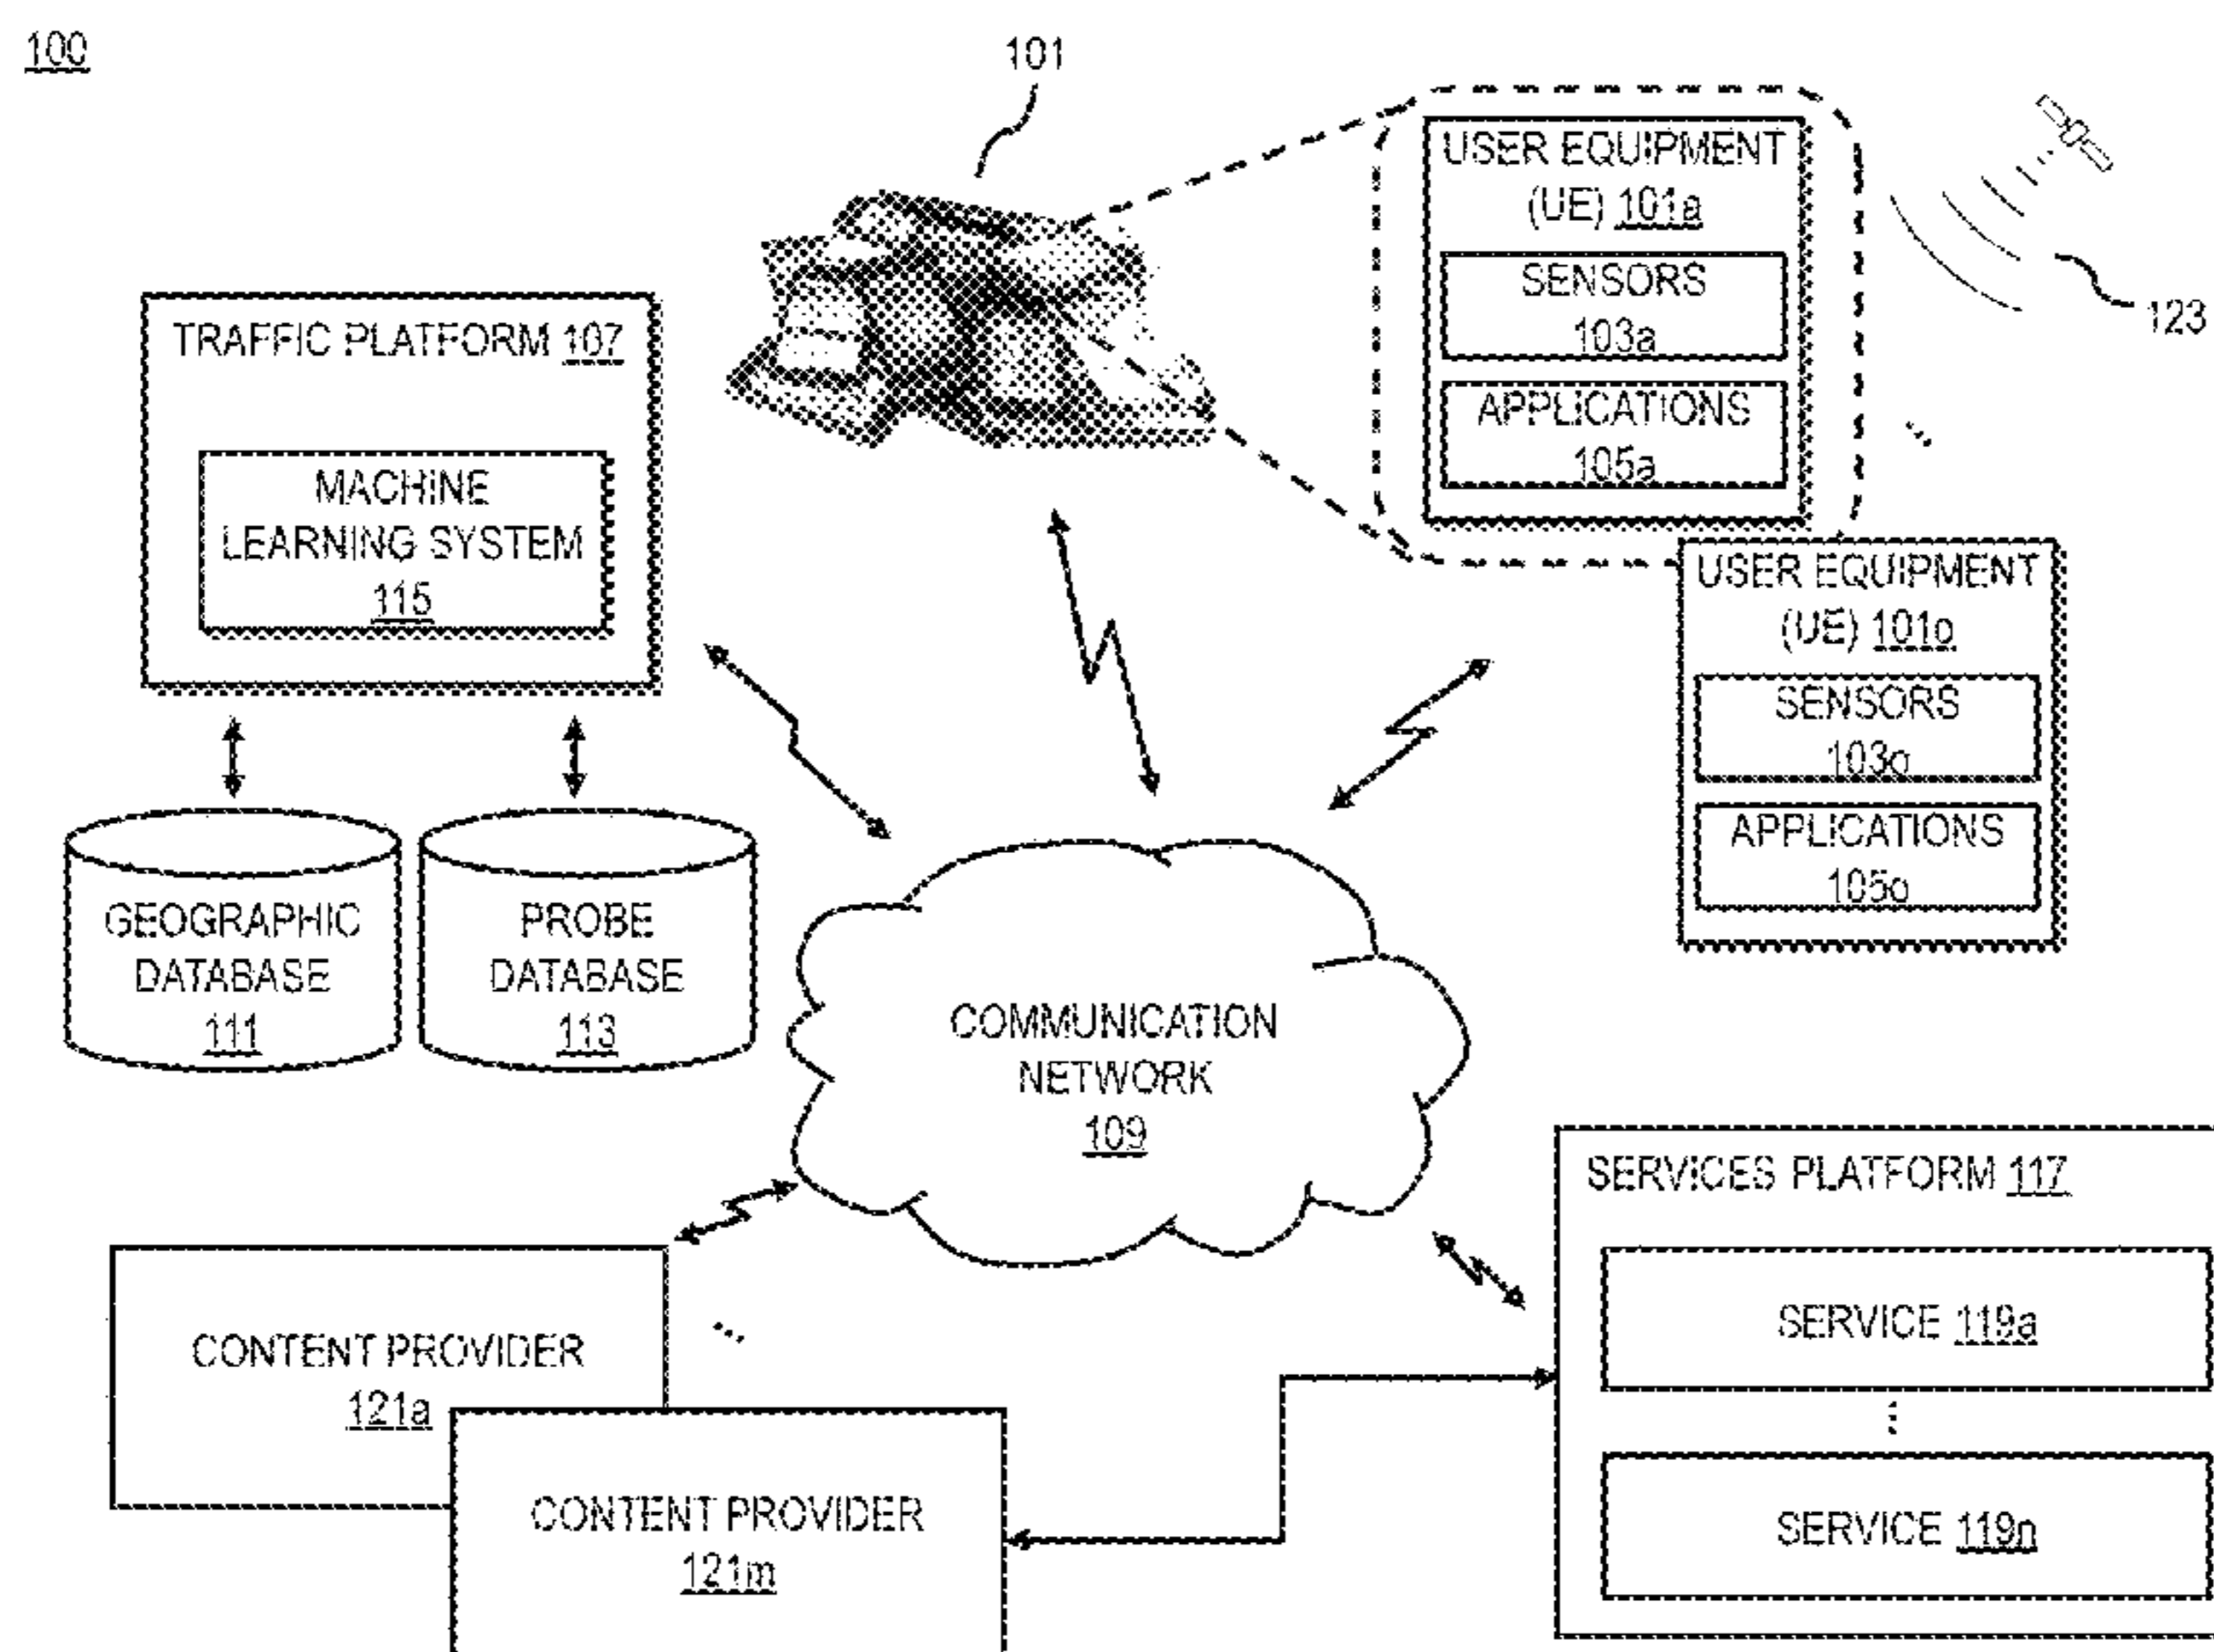 100
101
USER EQUIPMENT
(UE) 101a
SENSORS
103a
APPLICATIONS
105a
...
123
TRAFFIC PLATFORM 107
MACHINE
LEARNING SYSTEM
115
USER EQUIPMENT
(UE) 101o
SENSORS
103o
APPLICATIONS
105o
GEOGRAPHIC
DATABASE
111
PROBE
DATABASE
113
COMMUNICATION
NETWORK
109
SERVICES PLATFORM 117
SERVICE 119a
...
SERVICE 119n
CONTENT PROVIDER
121a
...
CONTENT PROVIDER
121m